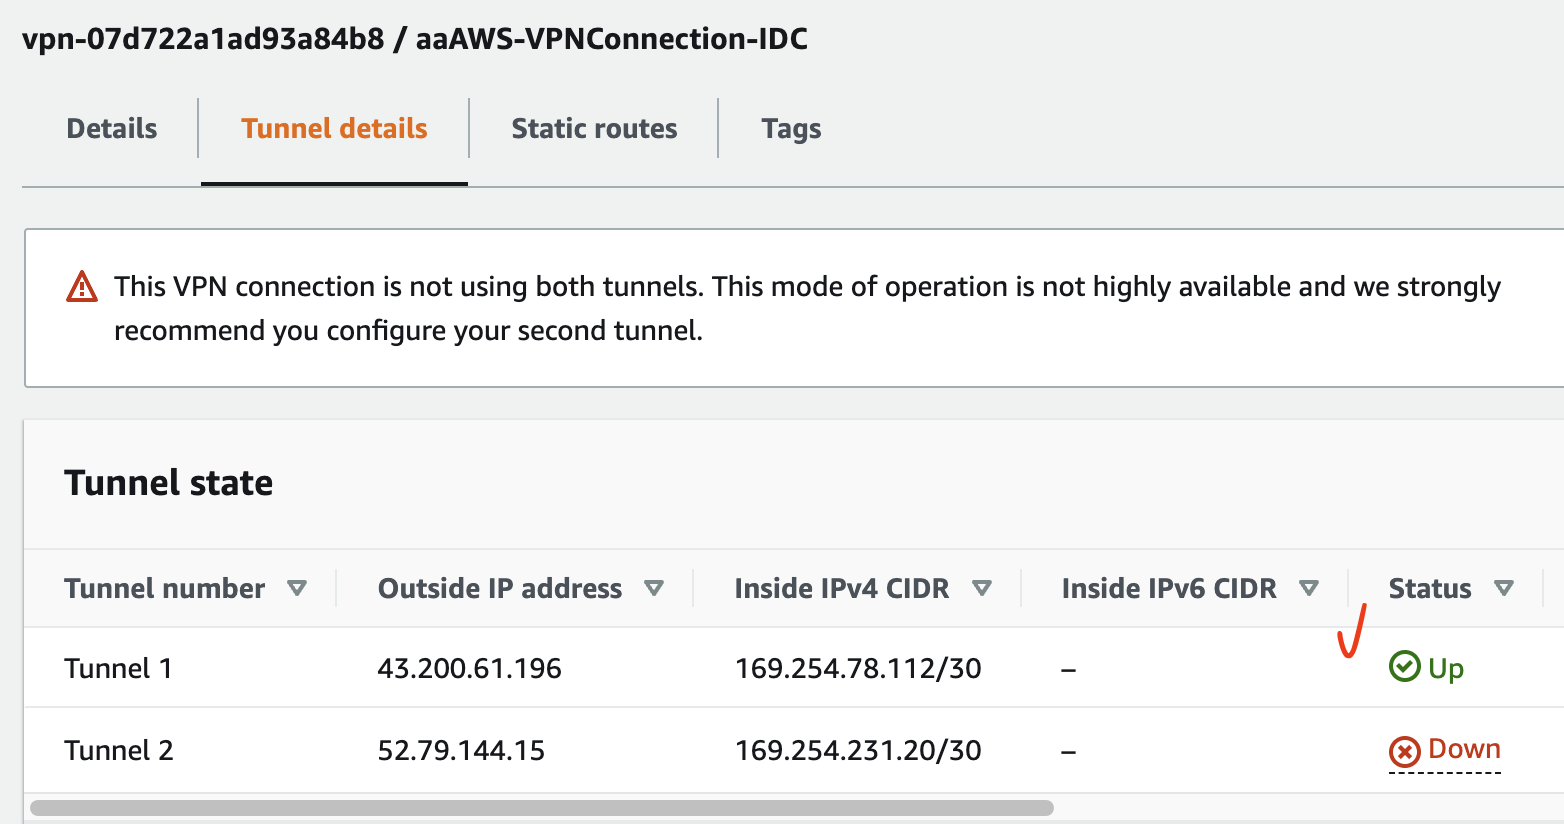 vpn-07d722a1ad93a84b8 / aaAWS-VPNConnection-IDC
Details Tunnel details Static routes Tags
This VPN connection is not using both tunnels. This mode of operation is not highly available and we strongly
recommend you configure your second tunnel.
Tunnel state
Tunnel number Outside IP address Inside IPv4 CIDR Inside IPv6 CIDR Status
Tunnel 1 43.200.61.196 169.254.78.112/30 – Up
Tunnel 2 52.79.144.15 169.254.231.20/30 – Down